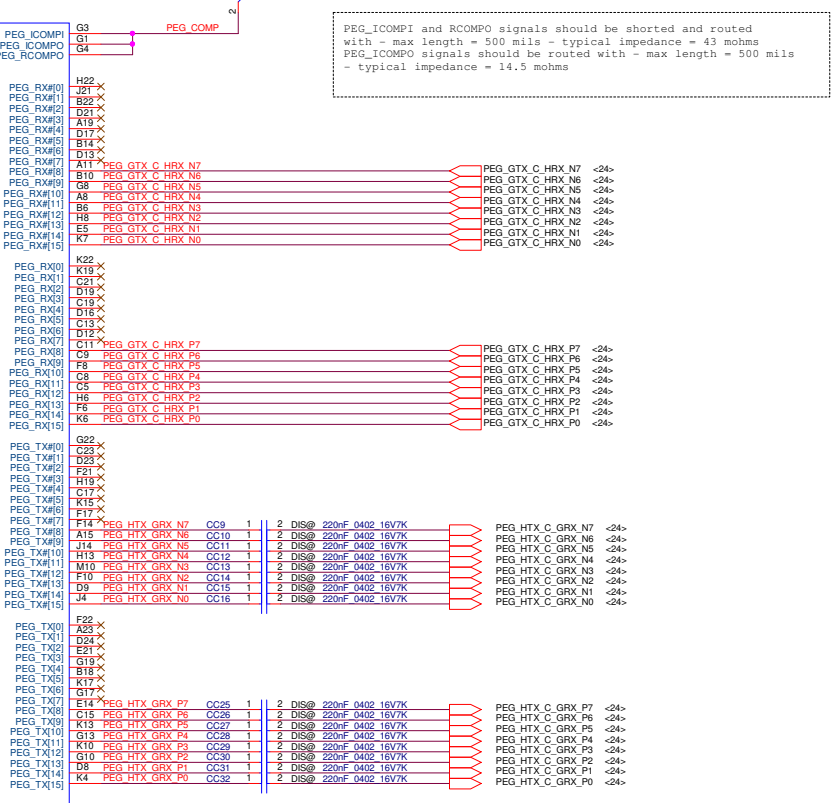 2
PEG_ICOMPI G3 PEG_COMP
PEG_ICOMPO G1
PEG_RCOMPO G4
PEG_ICOMPI and RCOMPO signals should be shorted and routed
with - max length = 500 mils - typical impedance = 43 mohms
PEG_ICOMPO signals should be routed with - max length = 500 mils
- typical impedance = 14.5 mohms
PEG_RX#[0] H22
PEG_RX#[1] J21
PEG_RX#[2] B22
PEG_RX#[3] D21
PEG_RX#[4] A19
PEG_RX#[5] D17
PEG_RX#[6] B14
PEG_RX#[7] D13
PEG_RX#[8] A11 PEG_GTX_C_HRX_N7 PEG_GTX_C_HRX_N7 <24>
PEG_RX#[9] B10 PEG_GTX_C_HRX_N6 PEG_GTX_C_HRX_N6 <24>
PEG_RX#[10] G8 PEG_GTX_C_HRX_N5 PEG_GTX_C_HRX_N5 <24>
PEG_RX#[11] A8 PEG_GTX_C_HRX_N4 PEG_GTX_C_HRX_N4 <24>
PEG_RX#[12] B6 PEG_GTX_C_HRX_N3 PEG_GTX_C_HRX_N3 <24>
PEG_RX#[13] H8 PEG_GTX_C_HRX_N2 PEG_GTX_C_HRX_N2 <24>
PEG_RX#[14] E5 PEG_GTX_C_HRX_N1 PEG_GTX_C_HRX_N1 <24>
PEG_RX#[15] K7 PEG_GTX_C_HRX_N0 PEG_GTX_C_HRX_N0 <24>
PEG_RX[0] K22
PEG_RX[1] K19
PEG_RX[2] C21
PEG_RX[3] D19
PEG_RX[4] C19
PEG_RX[5] D16
PEG_RX[6] C13
PEG_RX[7] D12
PEG_RX[8] C11 PEG_GTX_C_HRX_P7 PEG_GTX_C_HRX_P7 <24>
PEG_RX[9] C9 PEG_GTX_C_HRX_P6 PEG_GTX_C_HRX_P6 <24>
PEG_RX[10] F8 PEG_GTX_C_HRX_P5 PEG_GTX_C_HRX_P5 <24>
PEG_RX[11] C8 PEG_GTX_C_HRX_P4 PEG_GTX_C_HRX_P4 <24>
PEG_RX[12] C5 PEG_GTX_C_HRX_P3 PEG_GTX_C_HRX_P3 <24>
PEG_RX[13] H6 PEG_GTX_C_HRX_P2 PEG_GTX_C_HRX_P2 <24>
PEG_RX[14] F6 PEG_GTX_C_HRX_P1 PEG_GTX_C_HRX_P1 <24>
PEG_RX[15] K6 PEG_GTX_C_HRX_P0 PEG_GTX_C_HRX_P0 <24>
PEG_TX#[0] G22
PEG_TX#[1] C23
PEG_TX#[2] D23
PEG_TX#[3] F21
PEG_TX#[4] H19
PEG_TX#[5] C17
PEG_TX#[6] K15
PEG_TX#[7] F17
PEG_TX#[8] F14 PEG_HTX_GRX_N7 CC9 1 2 DIS@ 220nF_0402_16V7K PEG_HTX_C_GRX_N7 <24>
PEG_TX#[9] A15 PEG_HTX_GRX_N6 CC10 1 2 DIS@ 220nF_0402_16V7K PEG_HTX_C_GRX_N6 <24>
PEG_TX#[10] J14 PEG_HTX_GRX_N5 CC11 1 2 DIS@ 220nF_0402_16V7K PEG_HTX_C_GRX_N5 <24>
PEG_TX#[11] H13 PEG_HTX_GRX_N4 CC12 1 2 DIS@ 220nF_0402_16V7K PEG_HTX_C_GRX_N4 <24>
PEG_TX#[12] M10 PEG_HTX_GRX_N3 CC13 1 2 DIS@ 220nF_0402_16V7K PEG_HTX_C_GRX_N3 <24>
PEG_TX#[13] F10 PEG_HTX_GRX_N2 CC14 1 2 DIS@ 220nF_0402_16V7K PEG_HTX_C_GRX_N2 <24>
PEG_TX#[14] D9 PEG_HTX_GRX_N1 CC15 1 2 DIS@ 220nF_0402_16V7K PEG_HTX_C_GRX_N1 <24>
PEG_TX#[15] J4 PEG_HTX_GRX_N0 CC16 1 2 DIS@ 220nF_0402_16V7K PEG_HTX_C_GRX_N0 <24>
PEG_TX[0] F22
PEG_TX[1] A23
PEG_TX[2] D24
PEG_TX[3] E21
PEG_TX[4] G19
PEG_TX[5] B18
PEG_TX[6] K17
PEG_TX[7] G17
PEG_TX[8] E14 PEG_HTX_GRX_P7 CC25 1 2 DIS@ 220nF_0402_16V7K PEG_HTX_C_GRX_P7 <24>
PEG_TX[9] C15 PEG_HTX_GRX_P6 CC26 1 2 DIS@ 220nF_0402_16V7K PEG_HTX_C_GRX_P6 <24>
PEG_TX[10] K13 PEG_HTX_GRX_P5 CC27 1 2 DIS@ 220nF_0402_16V7K PEG_HTX_C_GRX_P5 <24>
PEG_TX[11] G13 PEG_HTX_GRX_P4 CC28 1 2 DIS@ 220nF_0402_16V7K PEG_HTX_C_GRX_P4 <24>
PEG_TX[12] K10 PEG_HTX_GRX_P3 CC29 1 2 DIS@ 220nF_0402_16V7K PEG_HTX_C_GRX_P3 <24>
PEG_TX[13] G10 PEG_HTX_GRX_P2 CC30 1 2 DIS@ 220nF_0402_16V7K PEG_HTX_C_GRX_P2 <24>
PEG_TX[14] D8 PEG_HTX_GRX_P1 CC31 1 2 DIS@ 220nF_0402_16V7K PEG_HTX_C_GRX_P1 <24>
PEG_TX[15] K4 PEG_HTX_GRX_P0 CC32 1 2 DIS@ 220nF_0402_16V7K PEG_HTX_C_GRX_P0 <24>